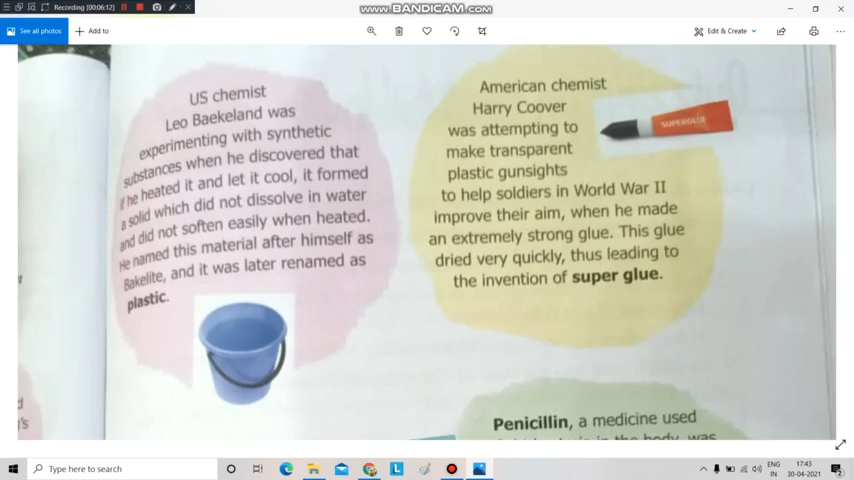 Recording [00:06:12]
WWW.BANDICAM.COM
See all photos
Add to
Edit & Create
US chemist
Leo Baekeland was
experimenting with synthetic
substances when he discovered that
if he heated it and let it cool, it formed
a solid which did not dissolve in water
and did not soften easily when heated.
He named this material after himself as
Bakelite, and it was later renamed as
plastic.
American chemist
Harry Coover
was attempting to
make transparent
plastic gunsights
to help soldiers in World War II
improve their aim, when he made
an extremely strong glue. This glue
dried very quickly, thus leading to
the invention of super glue.
SUPERGLUE
Penicillin, a medicine used
in the body, was
d
's
Type here to search
ENG
IN
17:43
30-04-2021
2